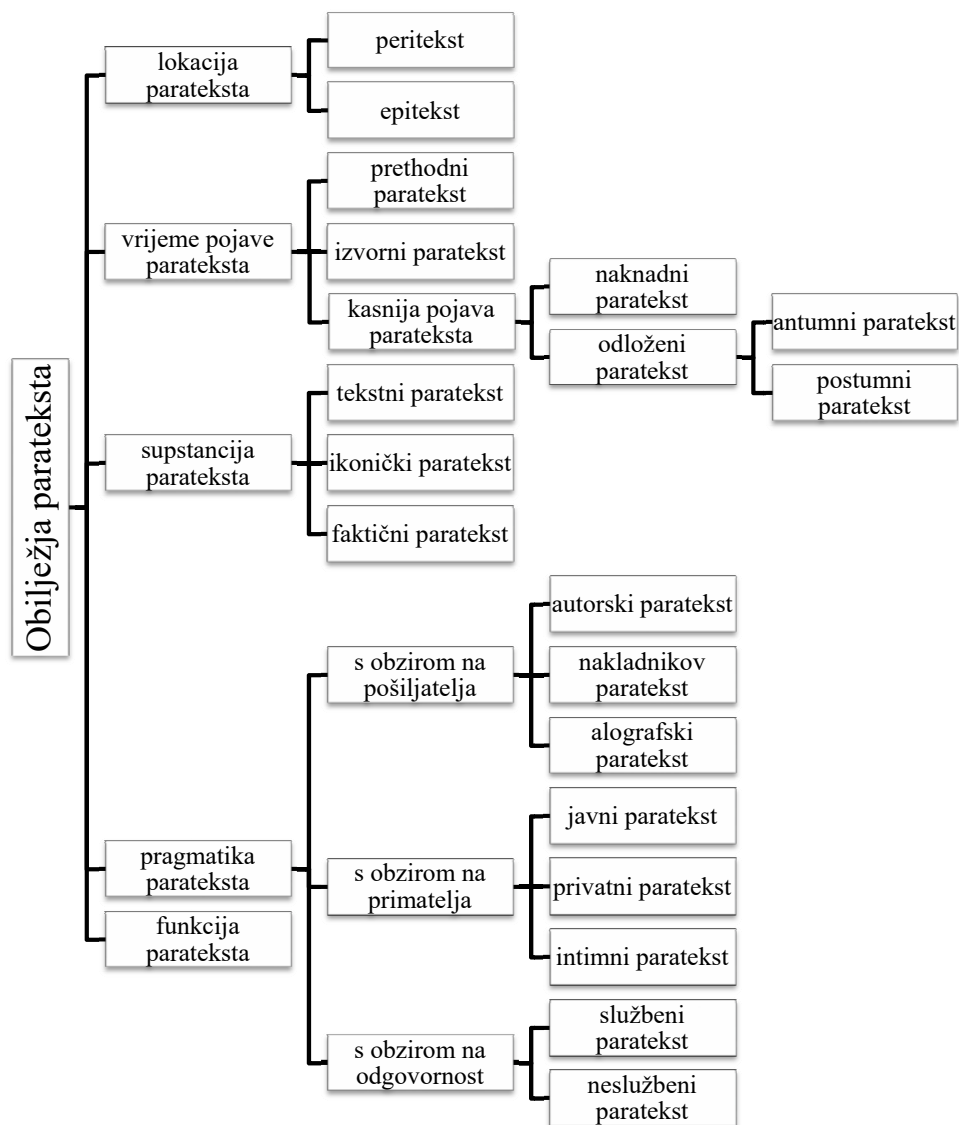 Obilježja parateksta
lokacija
parateksta
peritekst
epitekst
vrijeme pojave
parateksta
prethodni
paratekst
izvorni paratekst
kasnija pojava
parateksta
naknadni
paratekst
odloženi
paratekst
antumni paratekst
postumni
paratekst
supstancija
parateksta
tekstni paratekst
ikonički paratekst
faktični paratekst
pragmatika
parateksta
s obzirom na
pošiljatelja
autorski paratekst
nakladnikov
paratekst
alografski
paratekst
s obzirom na
primatelja
javni paratekst
privatni paratekst
intimni paratekst
s obzirom na
odgovornost
službeni
paratekst
neslužbeni
paratekst
funkcija
parateksta